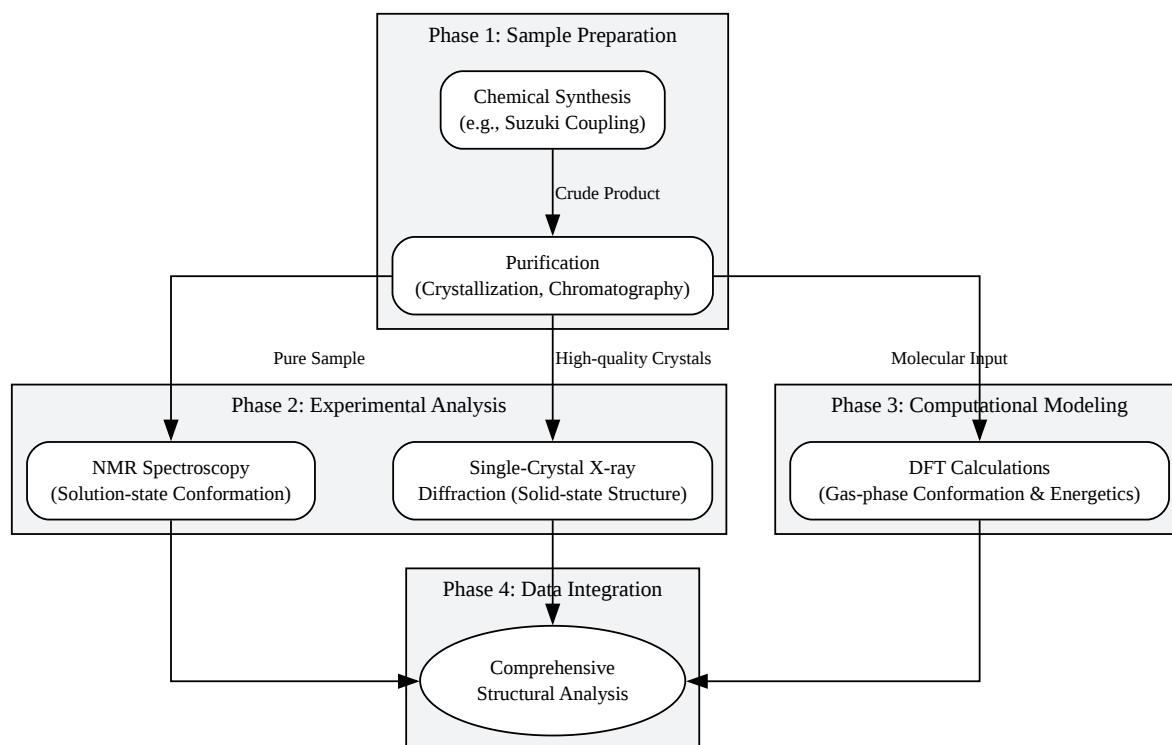 Phase 1: Sample Preparation
Chemical Synthesis
(e.g., Suzuki Coupling)
Crude Product
Purification
(Crystallization, Chromatography)
Pure Sample
High-quality Crystals
Molecular Input
Phase 2: Experimental Analysis
NMR Spectroscopy
(Solution-state Conformation)
Single-Crystal X-ray
Diffraction (Solid-state Structure)
Phase 3: Computational Modeling
DFT Calculations
(Gas-phase Conformation & Energetics)
Phase 4: Data Integration
Comprehensive
Structural Analysis